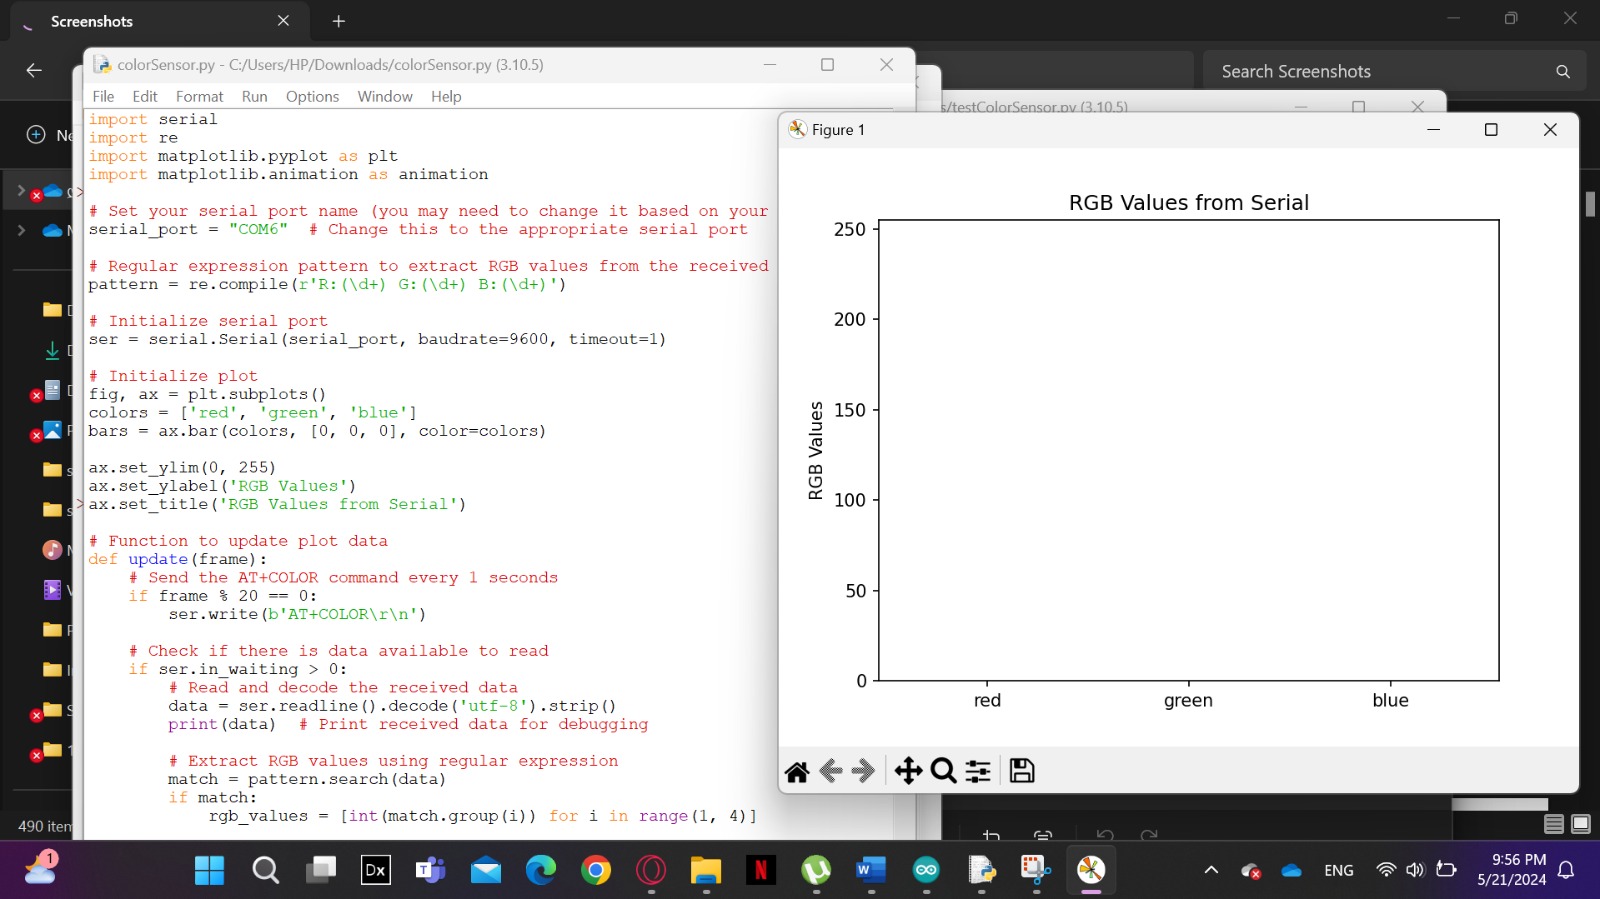 Screenshots
Search Screenshots
colorSensor.py - C:/Users/HP/Downloads/colorSensor.py (3.10.5)
s/testColorSensor.py (3.10.5)
File Edit Format Run Options Window Help
import serial
import re
import matplotlib.pyplot as plt
import matplotlib.animation as animation
# Set your serial port name (you may need to change it based on your
serial_port = "COM6"  # Change this to the appropriate serial port
# Regular expression pattern to extract RGB values from the received
pattern = re.compile(r'R:(\d+) G:(\d+) B:(\d+)')
# Initialize serial port
ser = serial.Serial(serial_port, baudrate=9600, timeout=1)
# Initialize plot
fig, ax = plt.subplots()
colors = ['red', 'green', 'blue']
bars = ax.bar(colors, [0, 0, 0], color=colors)
ax.set_ylim(0, 255)
ax.set_ylabel('RGB Values')
ax.set_title('RGB Values from Serial')
# Function to update plot data
def update(frame):
    # Send the AT+COLOR command every 1 seconds
    if frame % 20 == 0:
        ser.write(b'AT+COLOR\r\n')
    # Check if there is data available to read
    if ser.in_waiting > 0:
        # Read and decode the received data
        data = ser.readline().decode('utf-8').strip()
        print(data)  # Print received data for debugging
        # Extract RGB values using regular expression
        match = pattern.search(data)
        if match:
            rgb_values = [int(match.group(i)) for i in range(1, 4)]
Figure 1
RGB Values from Serial
RGB Values
250
200
150
100
50
0
red green blue
490 item
1
Dx
T
N
W
ENG
9:56 PM
5/21/2024